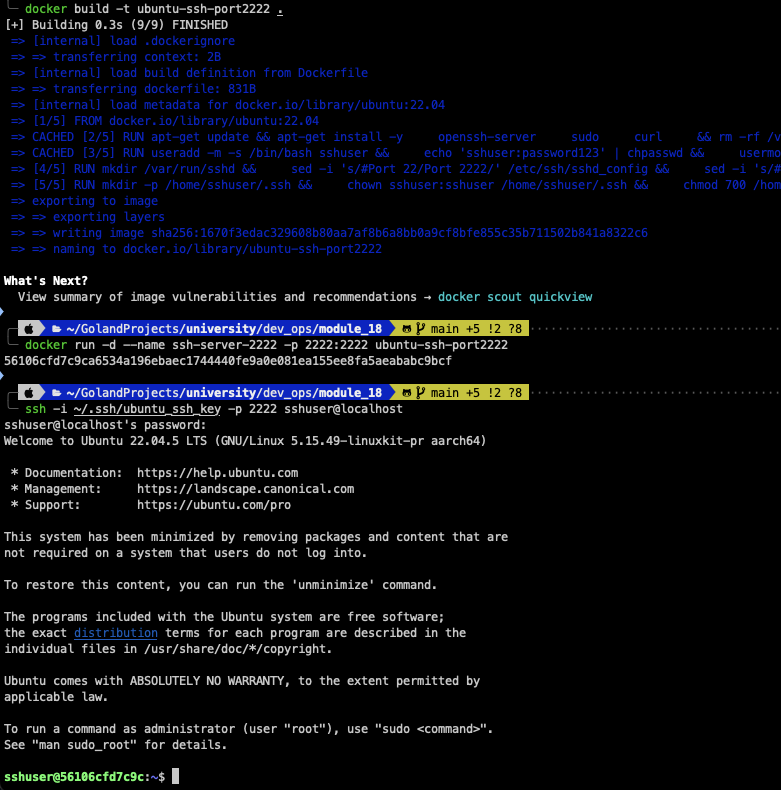 docker build -t ubuntu-ssh-port2222 .
[+] Building 0.3s (9/9) FINISHED
=> [internal] load .dockerignore
=> => transferring context: 2B
=> [internal] load build definition from Dockerfile
=> => transferring dockerfile: 831B
=> [internal] load metadata for docker.io/library/ubuntu:22.04
=> [1/5] FROM docker.io/library/ubuntu:22.04
=> CACHED [2/5] RUN apt-get update && apt-get install -y     openssh-server     sudo     curl     && rm -rf /v
=> CACHED [3/5] RUN useradd -m -s /bin/bash sshuser &&     echo 'sshuser:password123' | chpasswd &&     usermo
=> [4/5] RUN mkdir /var/run/sshd &&     sed -i 's/#Port 22/Port 2222/' /etc/ssh/sshd_config &&     sed -i 's/#
=> [5/5] RUN mkdir -p /home/sshuser/.ssh &&     chown sshuser:sshuser /home/sshuser/.ssh &&     chmod 700 /hom
=> exporting to image
=> => exporting layers
=> => writing image sha256:1670f3edac329608b80aa7af8b6a8bb0a9cf8bfe855c35b711502b841a8322c6
=> => naming to docker.io/library/ubuntu-ssh-port2222
What's Next?
View summary of image vulnerabilities and recommendations → docker scout quickview
~/GolandProjects/university/dev_ops/module_18 main +5 !2 ?8
docker run -d --name ssh-server-2222 -p 2222:2222 ubuntu-ssh-port2222
56106cfd7c9ca6534a196ebaec1744440fe9a0e081ea155ee8fa5aeababc9bcf
~/GolandProjects/university/dev_ops/module_18 main +5 !2 ?8
ssh -i ~/.ssh/ubuntu_ssh_key -p 2222 sshuser@localhost
sshuser@localhost's password:
Welcome to Ubuntu 22.04.5 LTS (GNU/Linux 5.15.49-linuxkit-pr aarch64)
* Documentation:  https://help.ubuntu.com
* Management:     https://landscape.canonical.com
* Support:        https://ubuntu.com/pro
This system has been minimized by removing packages and content that are
not required on a system that users do not log into.
To restore this content, you can run the 'unminimize' command.
The programs included with the Ubuntu system are free software;
the exact distribution terms for each program are described in the
individual files in /usr/share/doc/*/copyright.
Ubuntu comes with ABSOLUTELY NO WARRANTY, to the extent permitted by
applicable law.
To run a command as administrator (user "root"), use "sudo <command>".
See "man sudo_root" for details.
sshuser@56106cfd7c9c:~$